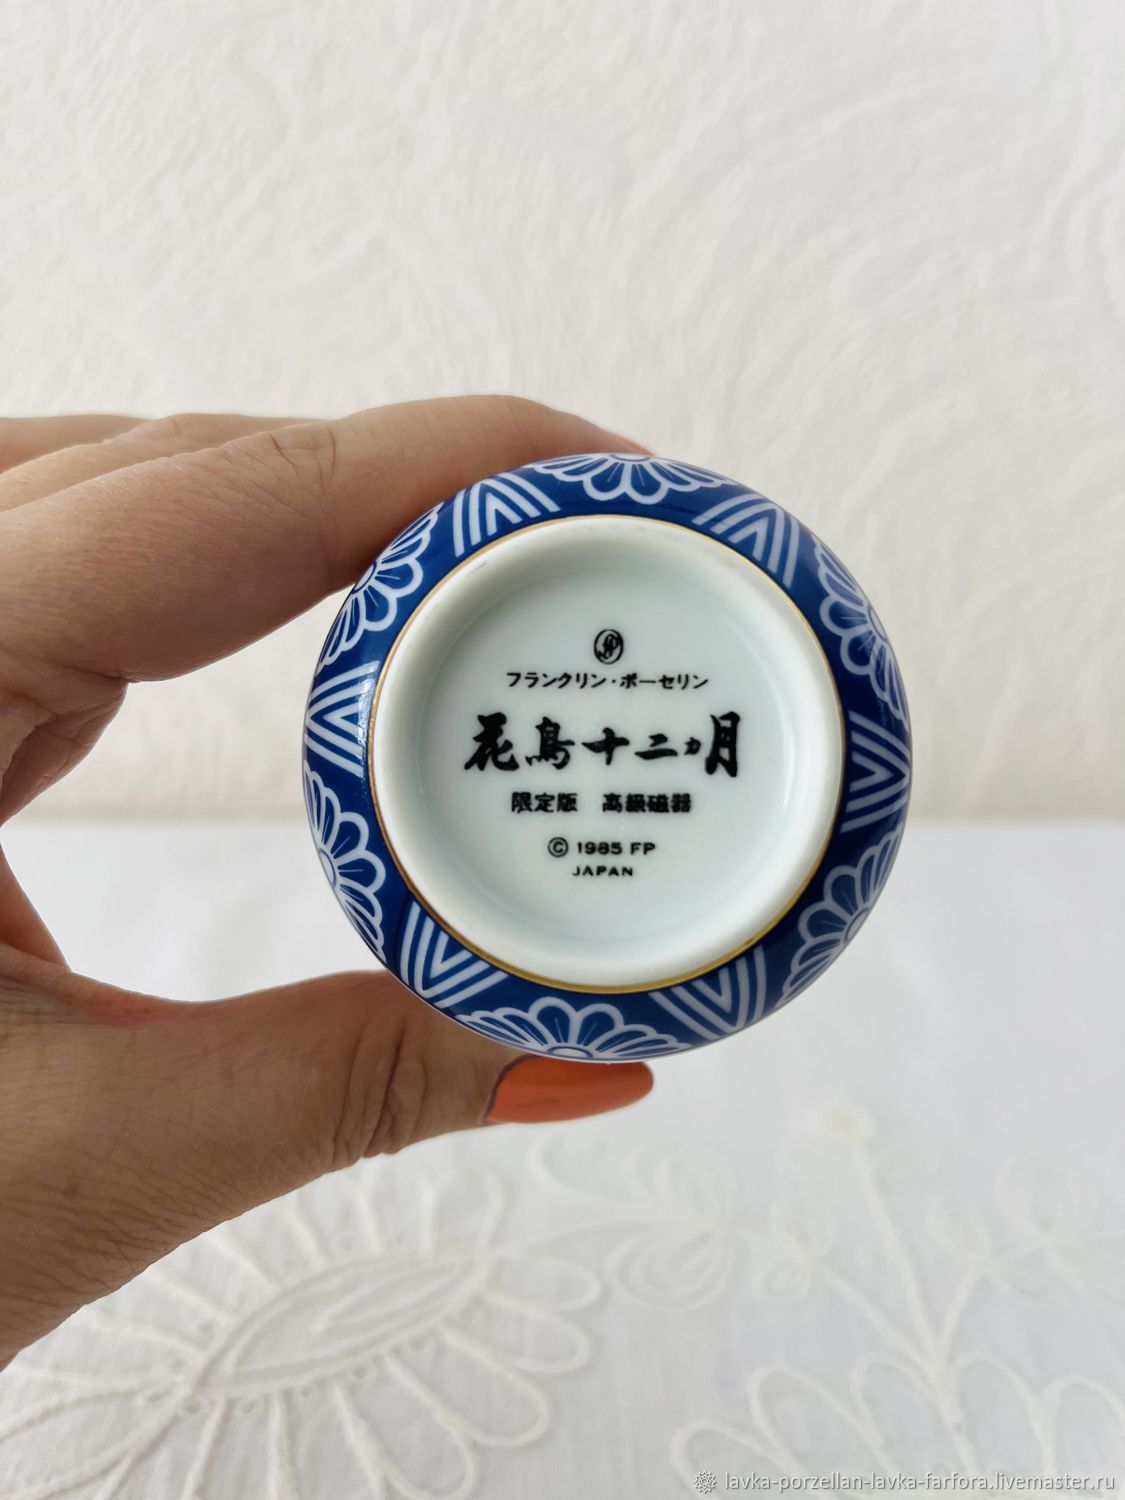 フランクリン・ポーセリン
花鳥十二ヵ月
限定版 高級磁器
© 1985 FP
JAPAN
lavka-porzellan-lavka-farfora.livemaster.ru